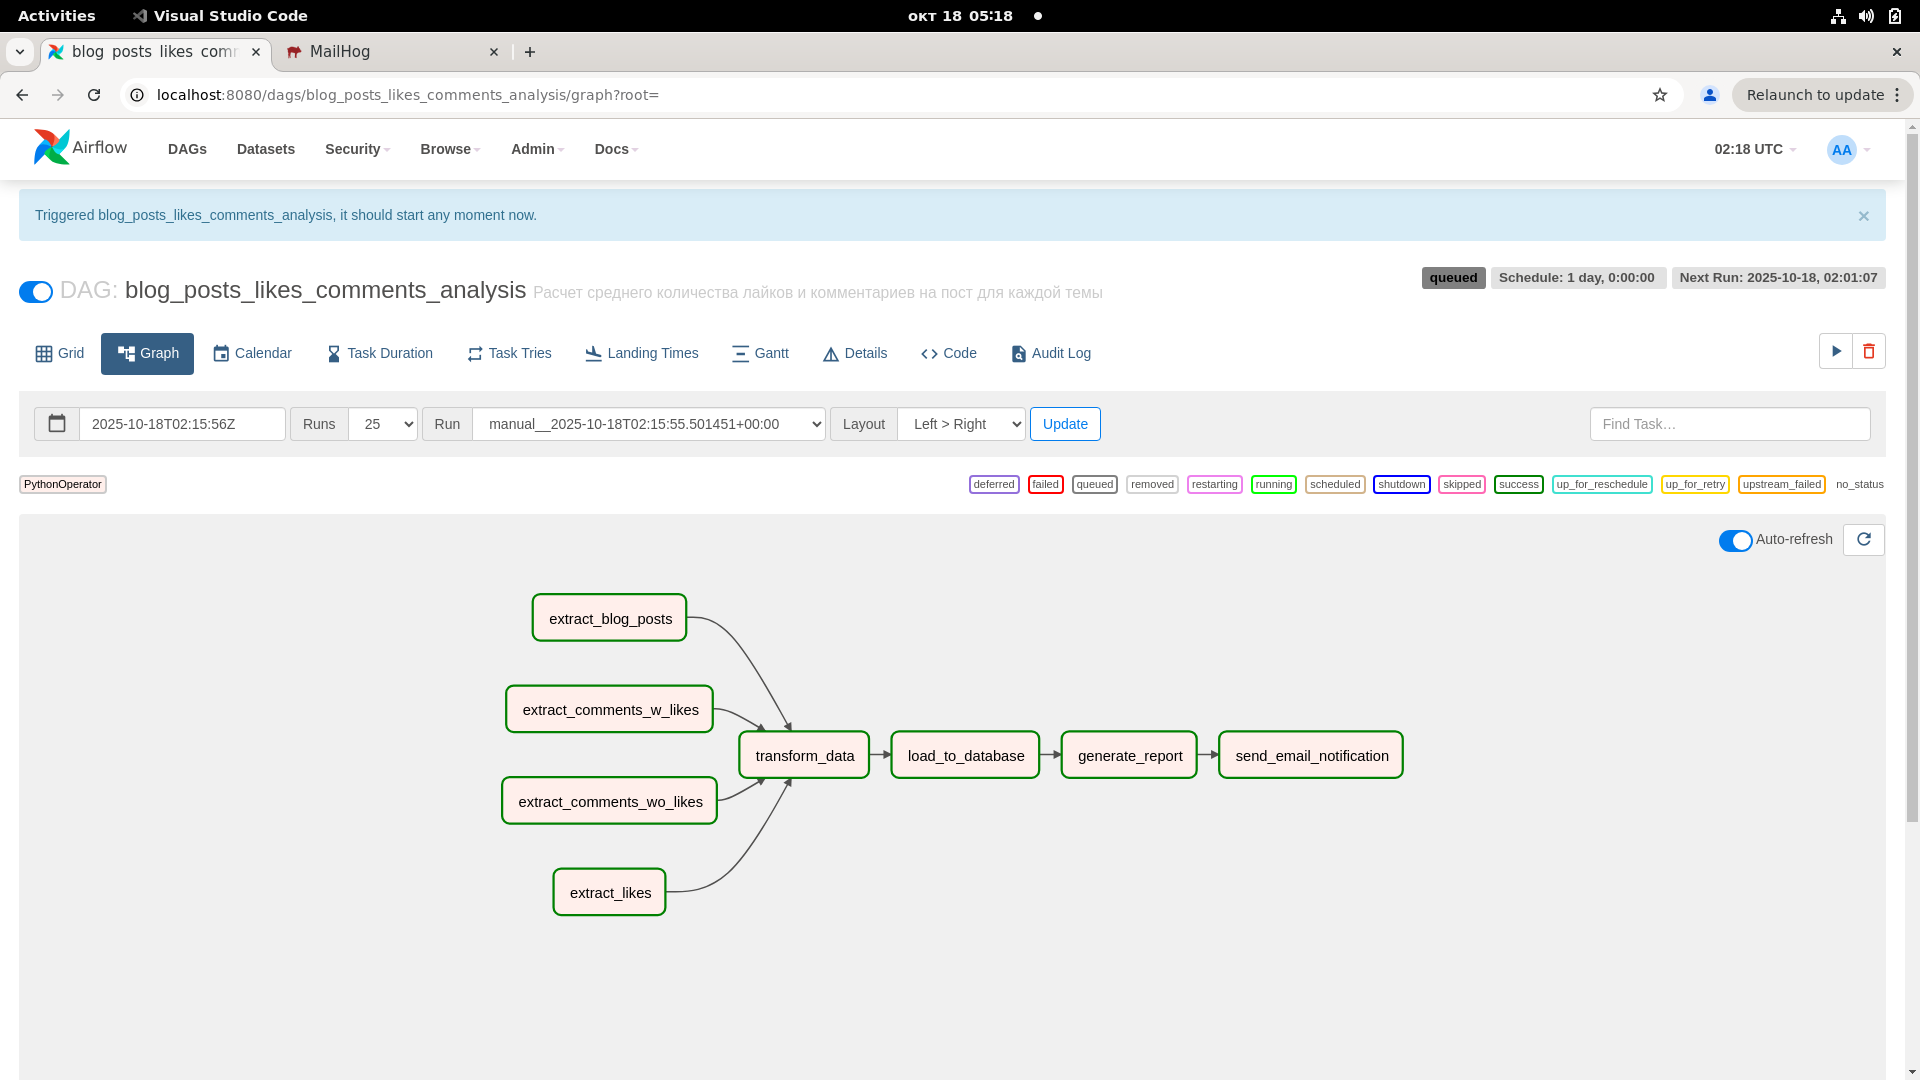 Activities
Visual Studio Code
окт 18 05:18
blog posts likes com
MailHog
localhost:8080/dags/blog_posts_likes_comments_analysis/graph?root=
Relaunch to update
Airflow
DAGs
Datasets
Security
Browse
Admin
Docs
02:18 UTC
AA
Triggered blog_posts_likes_comments_analysis, it should start any moment now.
×
DAG: blog_posts_likes_comments_analysis Расчет среднего количества лайков и комментариев на пост для каждой темы
queued
Schedule: 1 day, 0:00:00
Next Run: 2025-10-18, 02:01:07
Grid
Graph
Calendar
Task Duration
Task Tries
Landing Times
Gantt
Details
Code
Audit Log
2025-10-18T02:15:56Z
Runs
25
Run
manual__2025-10-18T02:15:55.501451+00:00
Layout
Left > Right
Update
Find Task…
PythonOperator
deferred
failed
queued
removed
restarting
running
scheduled
shutdown
skipped
success
up_for_reschedule
up_for_retry
upstream_failed
no_status
Auto-refresh
extract_blog_posts
extract_comments_w_likes
transform_data
load_to_database
generate_report
send_email_notification
extract_comments_wo_likes
extract_likes